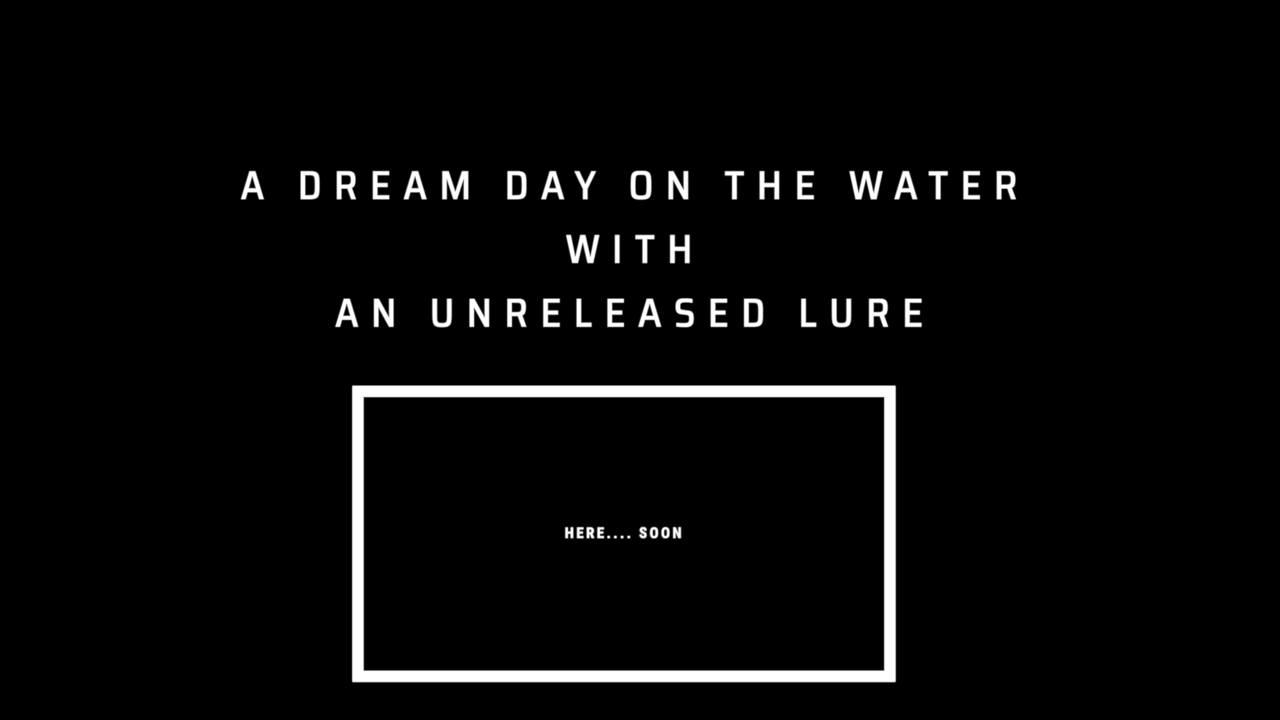 A DREAM DAY ON THE WATER
WITH
AN UNRELEASED LURE
HERE.... SOON